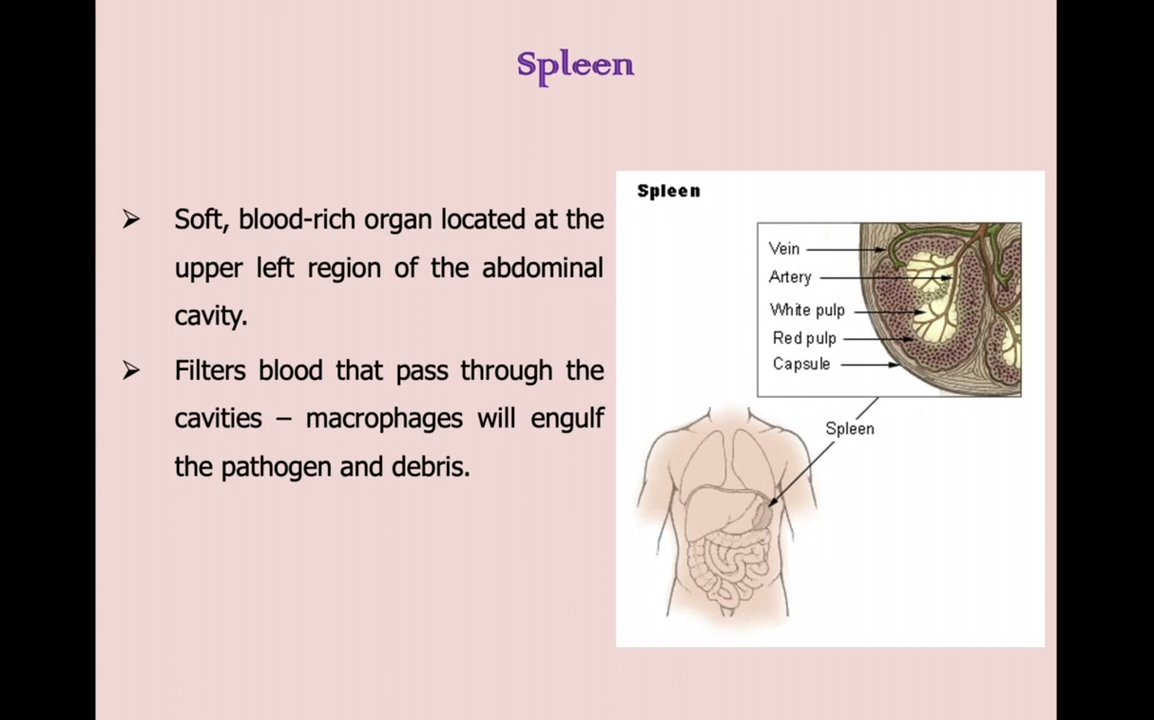 Spleen
➢ Soft, blood-rich organ located at the
upper left region of the abdominal
cavity.
➢ Filters blood that pass through the
cavities – macrophages will engulf
the pathogen and debris.
Spleen
Vein
Artery
White pulp
Red pulp
Capsule
Spleen